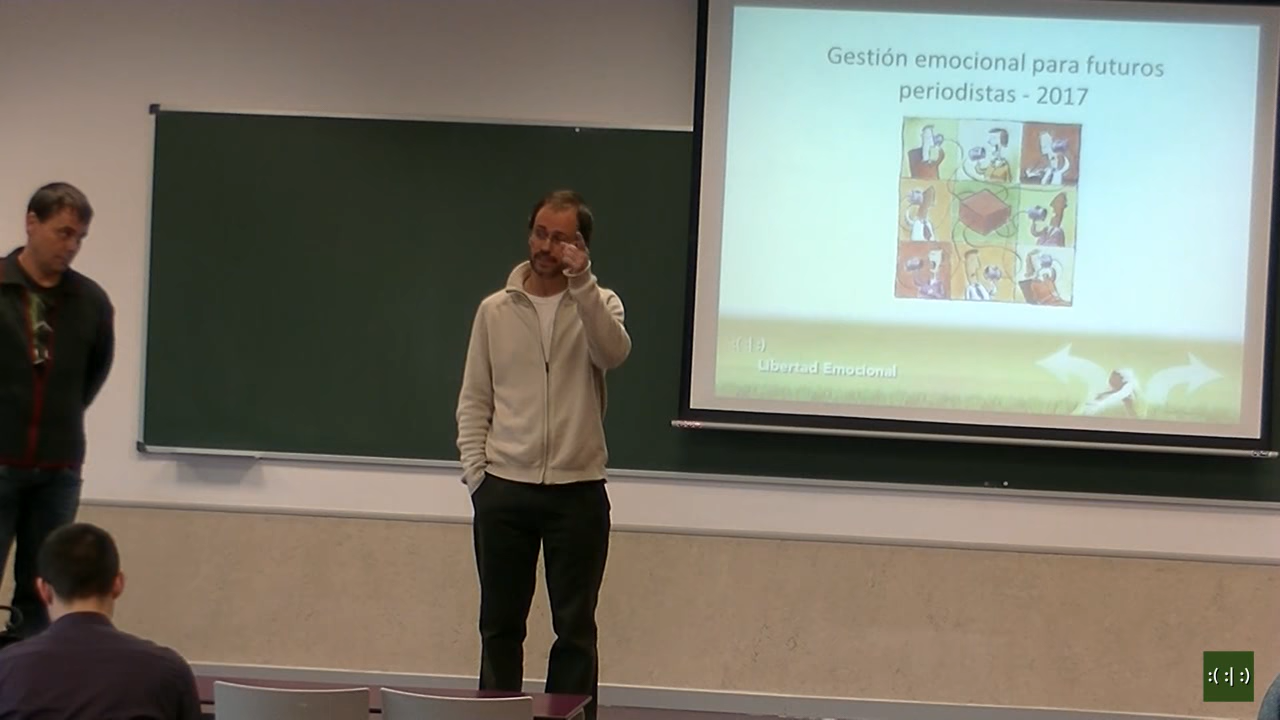 Gestión emocional para futuros
periodistas - 2017
:( :| :)
Libertad Emocional
:( :| :)